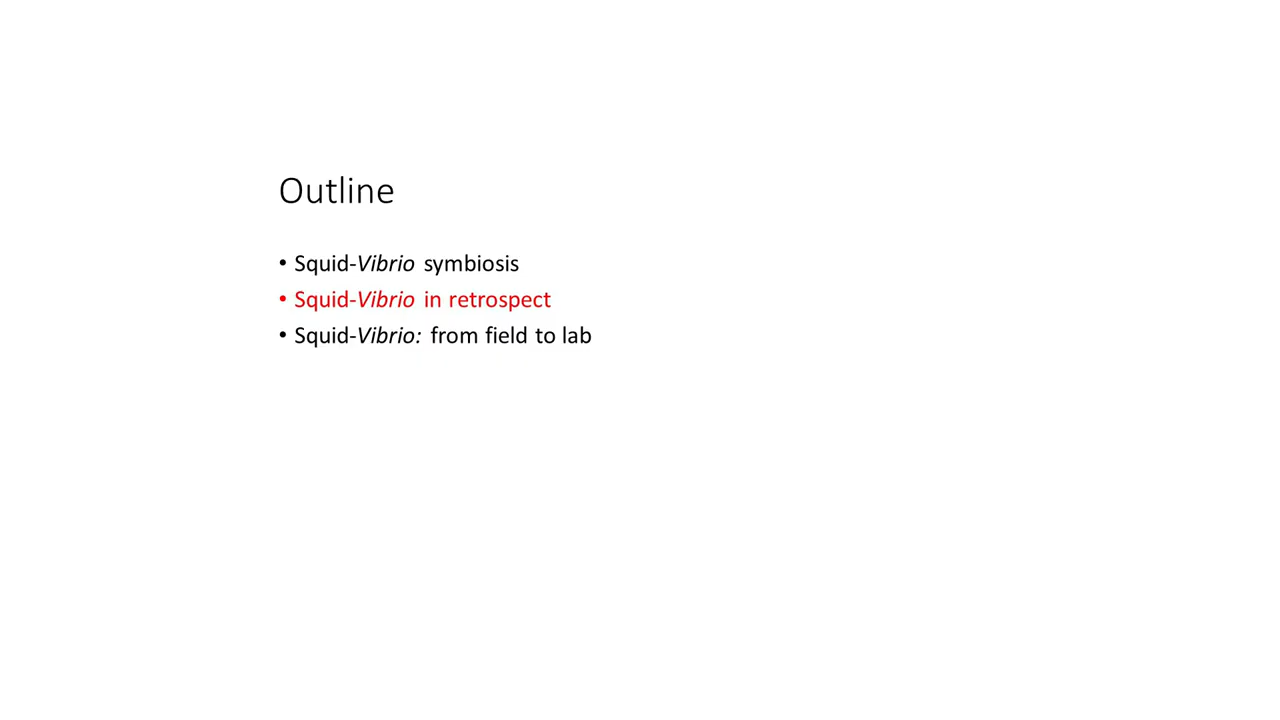 Outline
• Squid-Vibrio symbiosis
• Squid-Vibrio in retrospect
• Squid-Vibrio: from field to lab